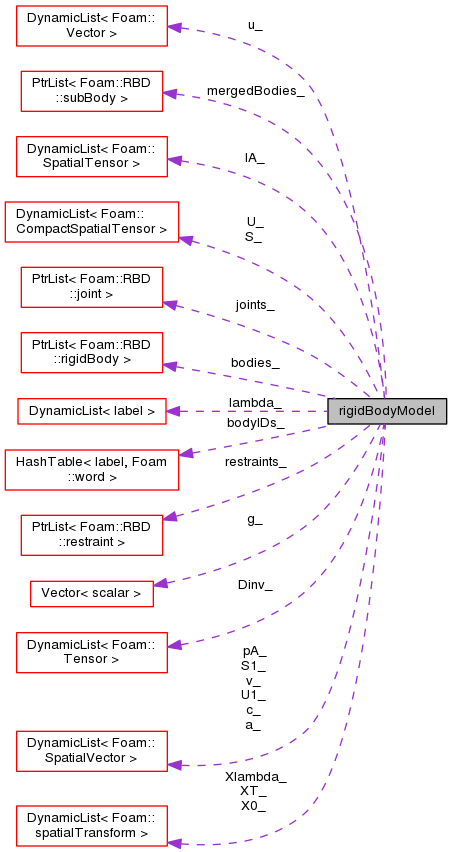 DynamicList< Foam::
Vector >
u_
PtrList< Foam::RBD
::subBody >
mergedBodies_
DynamicList< Foam::
SpatialTensor >
IA_
DynamicList< Foam::
CompactSpatialTensor >
U_
S_
PtrList< Foam::RBD
::joint >
joints_
PtrList< Foam::RBD
::rigidBody >
bodies_
DynamicList< label >
lambda_
rigidBodyModel
bodyIDs_
HashTable< label, Foam
::word >
restraints_
PtrList< Foam::RBD
::restraint >
g_
Vector< scalar >
Dinv_
DynamicList< Foam::
Tensor >
pA_
S1_
v_
U1_
c_
a_
DynamicList< Foam::
SpatialVector >
Xlambda_
XT_
X0_
DynamicList< Foam::
spatialTransform >